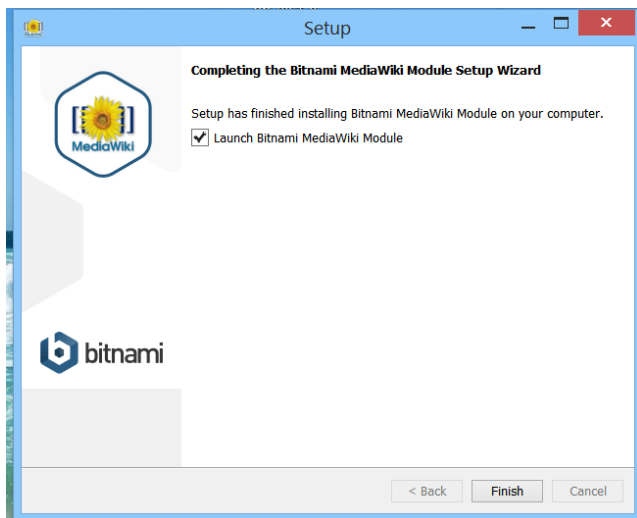 Setup
Completing the Bitnami MediaWiki Module Setup Wizard
Setup has finished installing Bitnami MediaWiki Module on your computer.
Launch Bitnami MediaWiki Module
MediaWiki
bitnami
< Back
Finish
Cancel